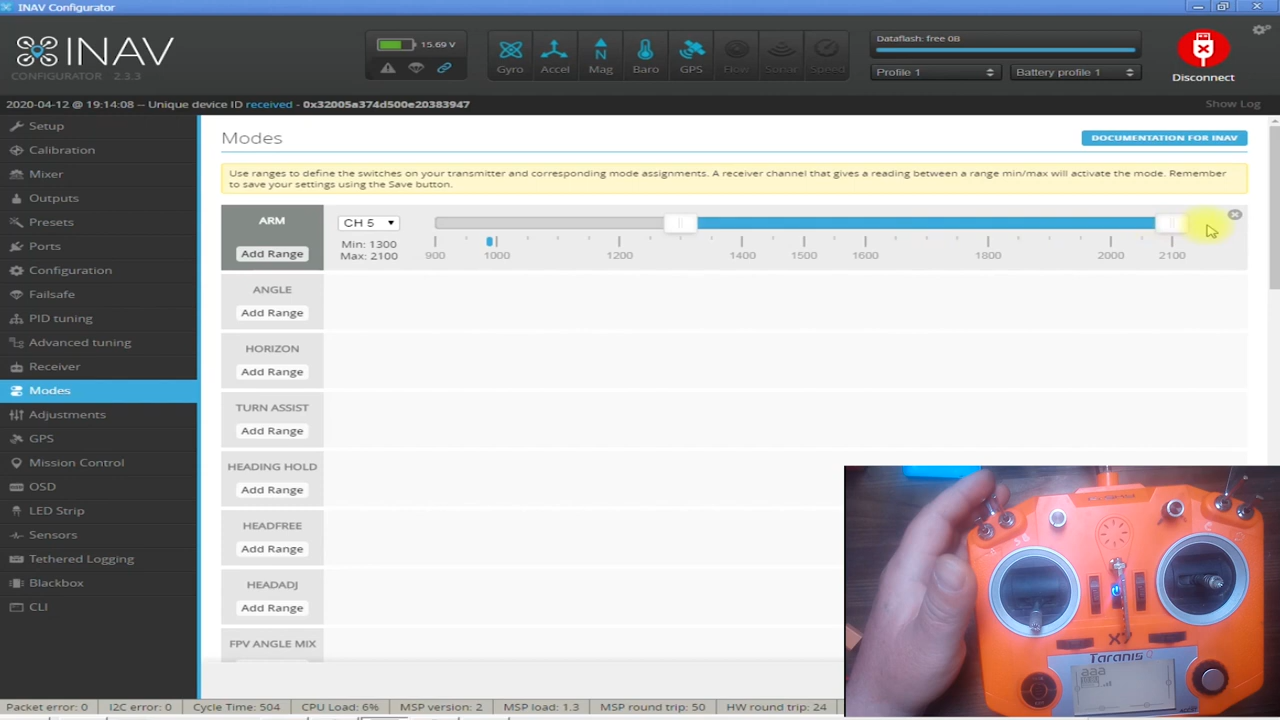 INAV Configurator
INAV
CONFIGURATOR 2.3.3
15.69 V
Gyro
Accel
Mag
Baro
GPS
Flow
Sonar
Speed
Dataflash: free 0B
Profile 1
Battery profile 1
Disconnect
2020-04-12 @ 19:14:08 -- Unique device ID received - 0x32005a374d500e20383947
Show Log
Setup
Calibration
Mixer
Outputs
Presets
Ports
Configuration
Failsafe
PID tuning
Advanced tuning
Receiver
Modes
Adjustments
GPS
Mission Control
OSD
LED Strip
Sensors
Tethered Logging
Blackbox
CLI
Modes
DOCUMENTATION FOR INAV
Use ranges to define the switches on your transmitter and corresponding mode assignments. A receiver channel that gives a reading between a range min/max will activate the mode. Remember
to save your settings using the Save button.
ARM
Add Range
CH 5
Min: 1300
Max: 2100
900 1000 1200 1400 1500 1600 1800 2000 2100
ANGLE
Add Range
HORIZON
Add Range
TURN ASSIST
Add Range
HEADING HOLD
Add Range
HEADFREE
Add Range
HEADADJ
Add Range
FPV ANGLE MIX
X7
Taranis Q
aaa
Packet error: 0
I2C error: 0
Cycle Time: 504
CPU Load: 6%
MSP version: 2
MSP load: 1.3
MSP round trip: 50
HW round trip: 24